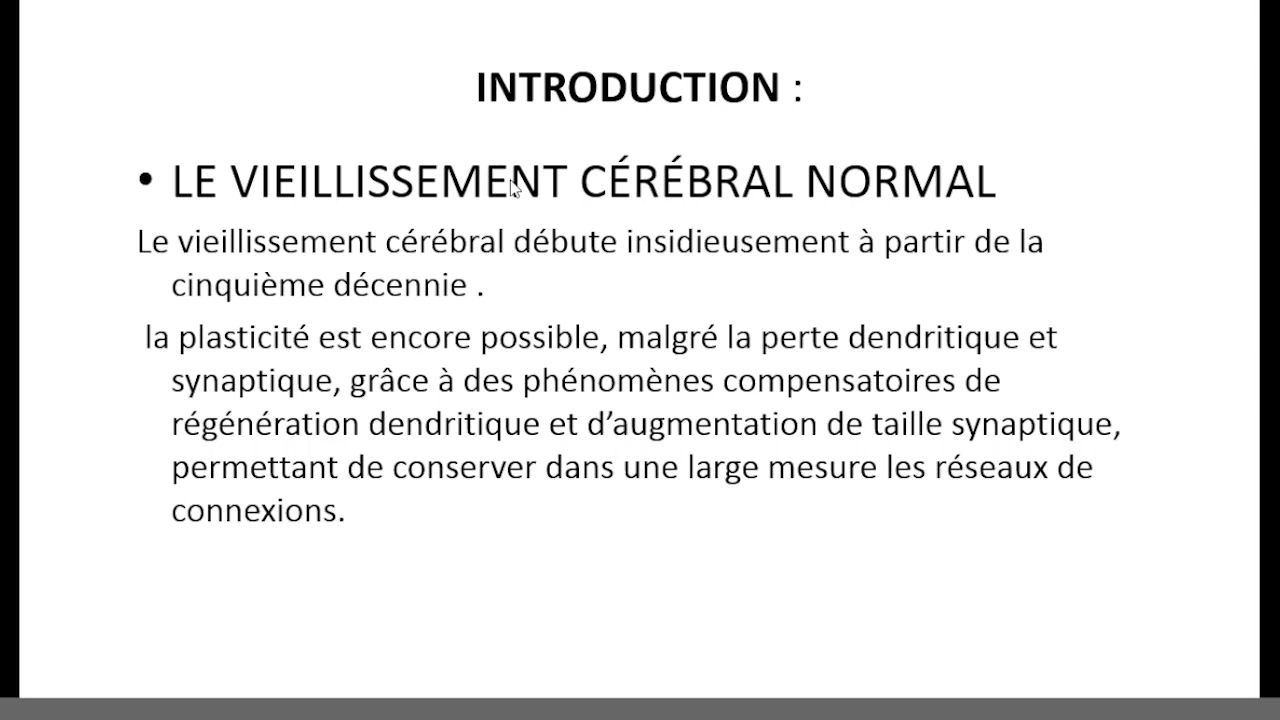 INTRODUCTION :
• LE VIEILLISSEMENT CÉRÉBRAL NORMAL
Le vieillissement cérébral débute insidieusement à partir de la
cinquième décennie .
la plasticité est encore possible, malgré la perte dendritique et
synaptique, grâce à des phénomènes compensatoires de
régénération dendritique et d’augmentation de taille synaptique,
permettant de conserver dans une large mesure les réseaux de
connexions.